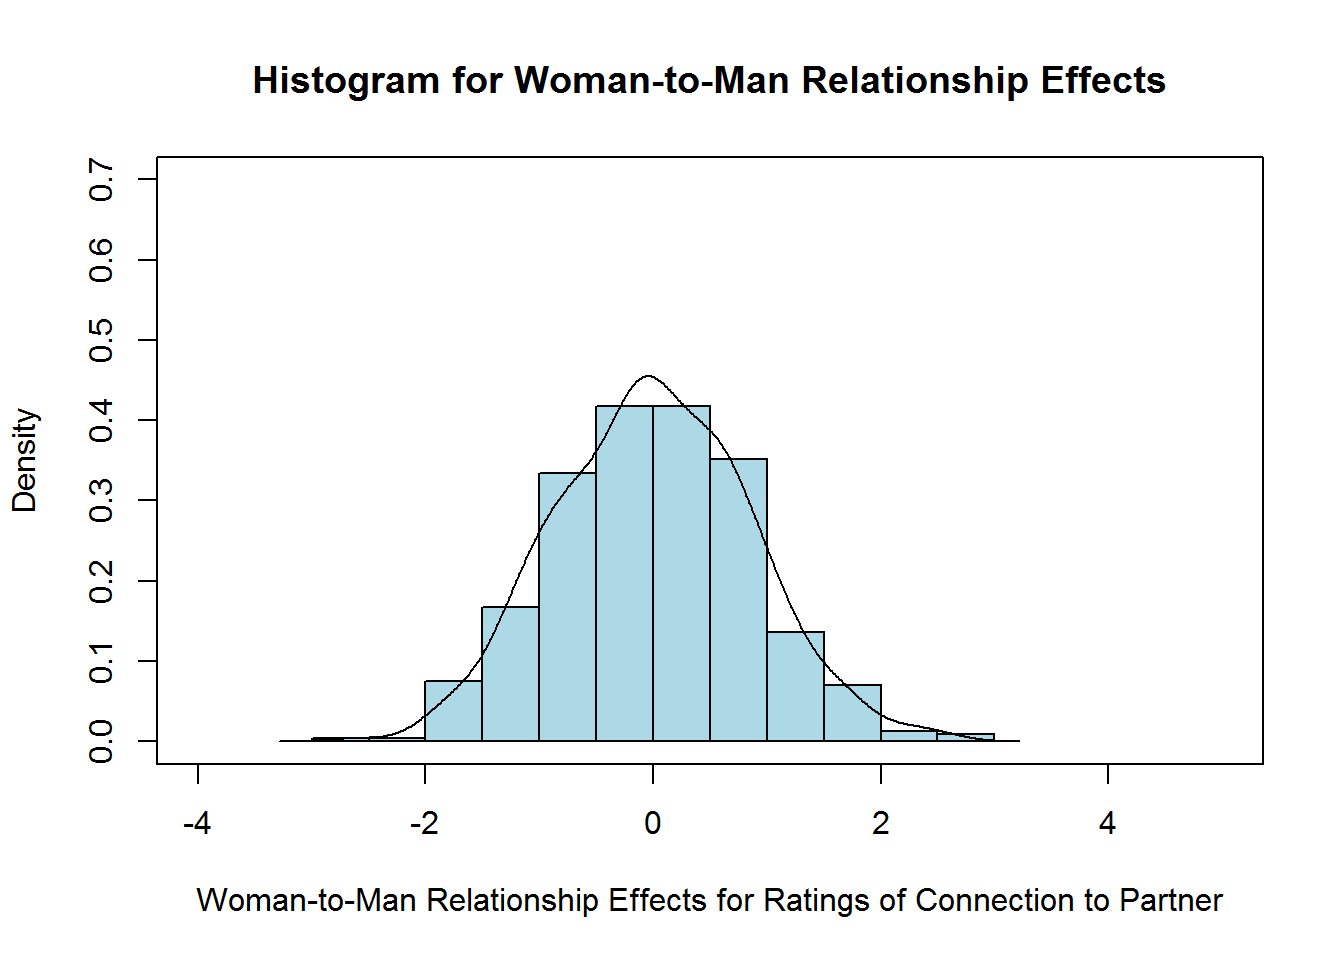 Histogram for Woman-to-Man Relationship Effects
0.7
0.6
0.5
0.4
0.3
0.2
0.1
0.0
Density
-4 -2 0 2 4
Woman-to-Man Relationship Effects for Ratings of Connection to Partner